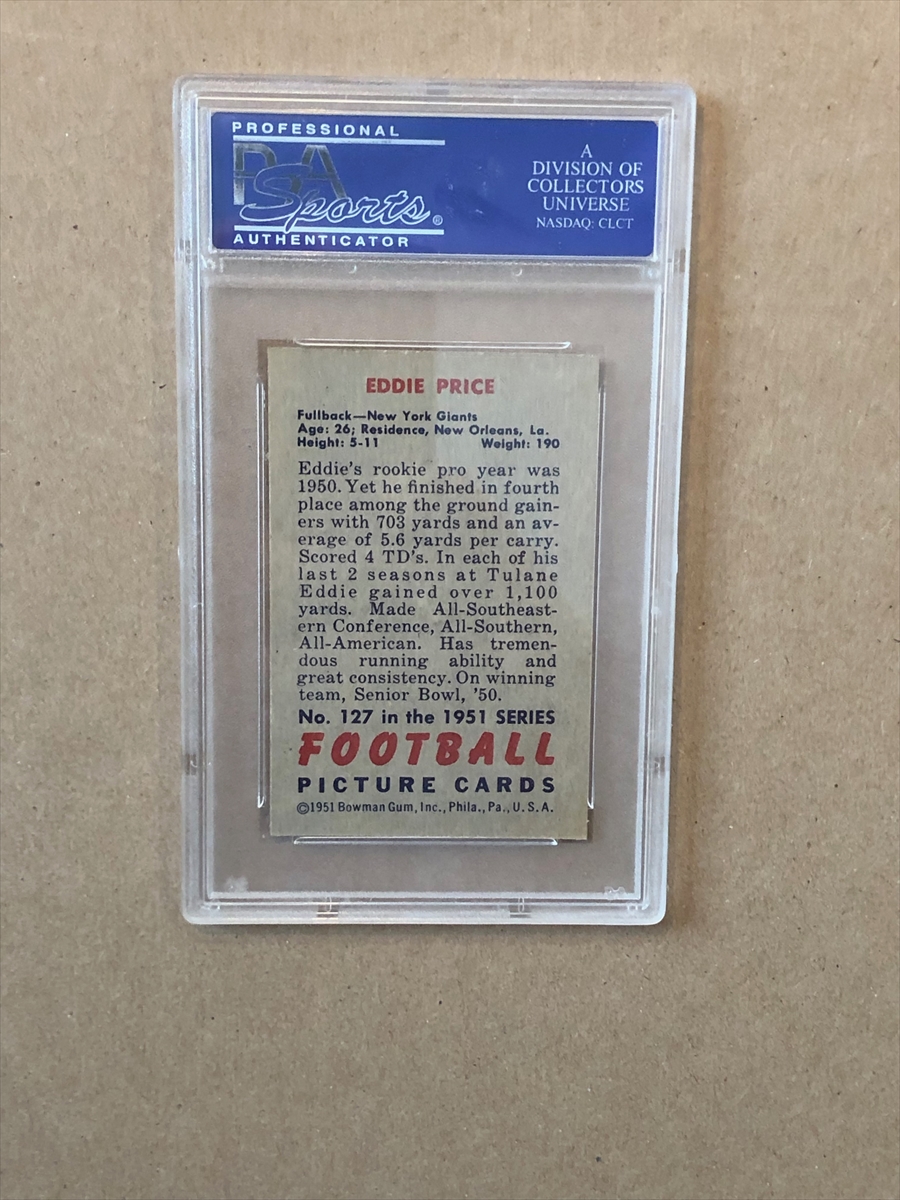 PROFESSIONAL
PSA
Sports®
AUTHENTICATOR
A
DIVISION OF
COLLECTORS
UNIVERSE
NASDAQ: CLCT
EDDIE PRICE
Fullback—New York Giants
Age: 26; Residence, New Orleans, La.
Height: 5-11 Weight: 190
Eddie's rookie pro year was
1950. Yet he finished in fourth
place among the ground gain-
ers with 703 yards and an av-
erage of 5.6 yards per carry.
Scored 4 TD's. In each of his
last 2 seasons at Tulane
Eddie gained over 1,100
yards. Made All-Southeast-
ern Conference, All-Southern,
All-American. Has tremen-
dous running ability and
great consistency. On winning
team, Senior Bowl, '50.
No. 127 in the 1951 SERIES
FOOTBALL
PICTURE CARDS
©1951 Bowman Gum, Inc., Phila., Pa., U.S.A.